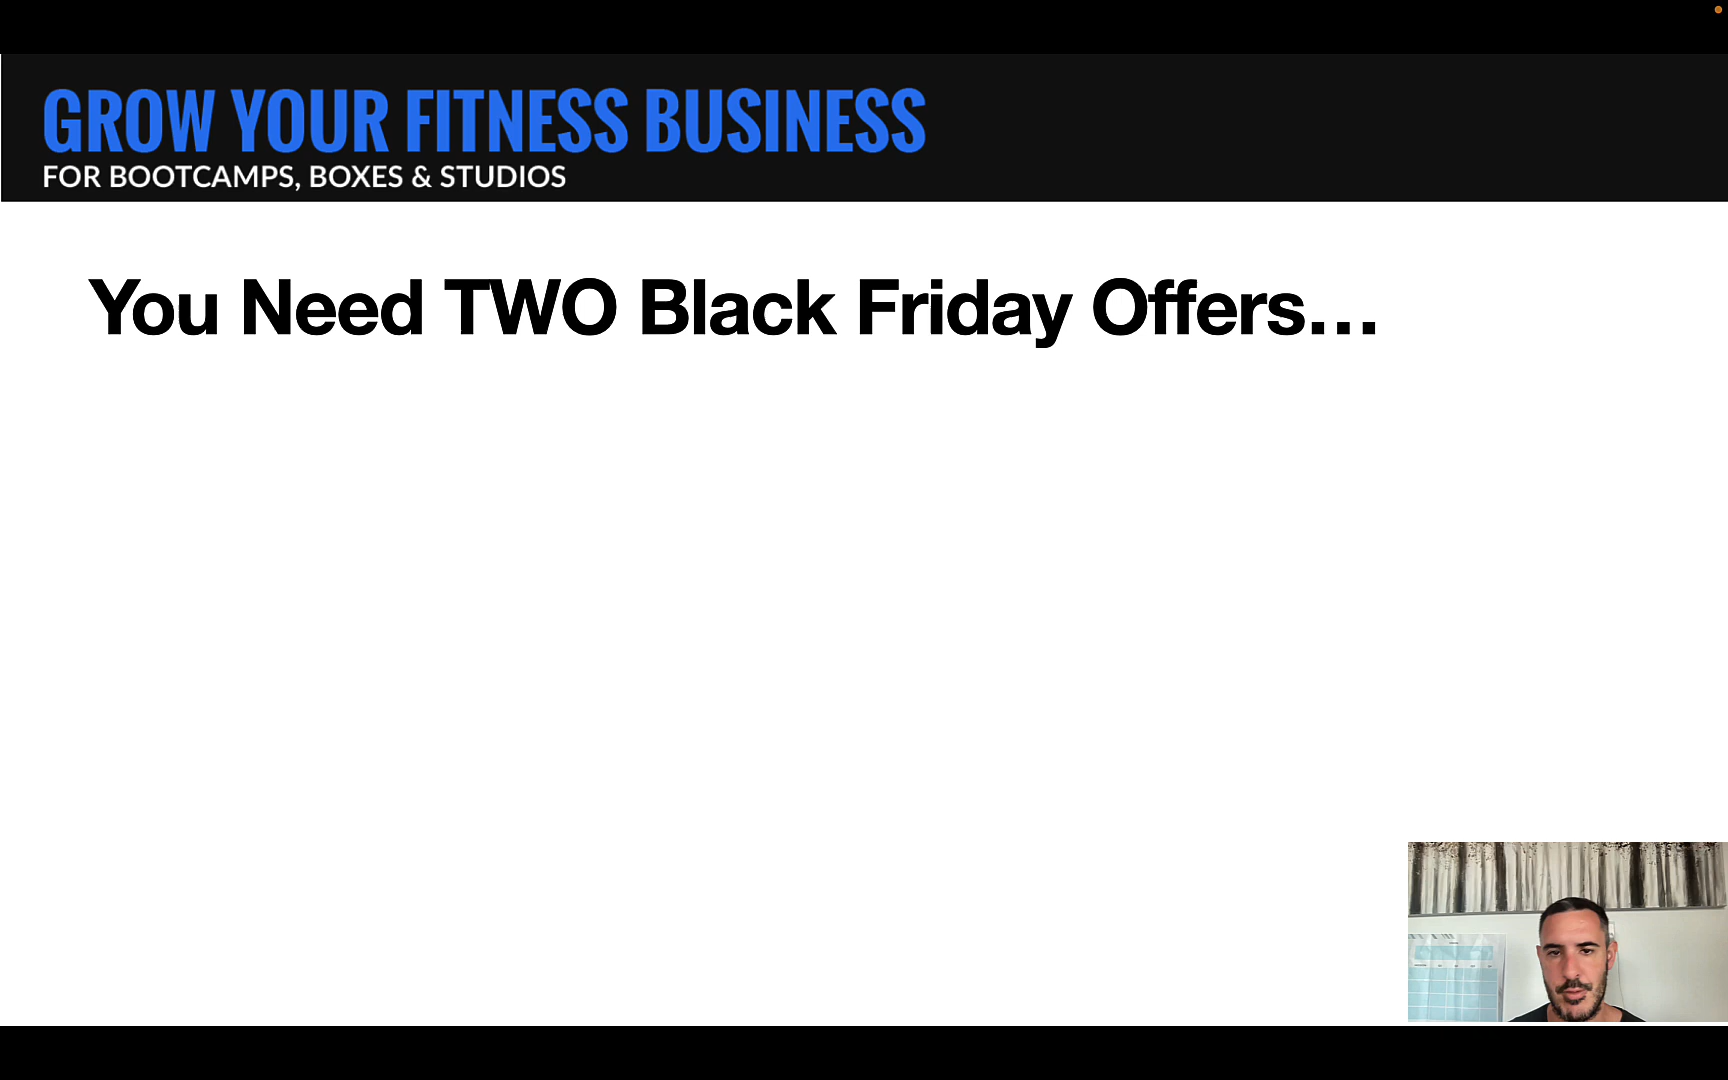 GROW YOUR FITNESS BUSINESS
FOR BOOTCAMPS, BOXES & STUDIOS
You Need TWO Black Friday Offers…